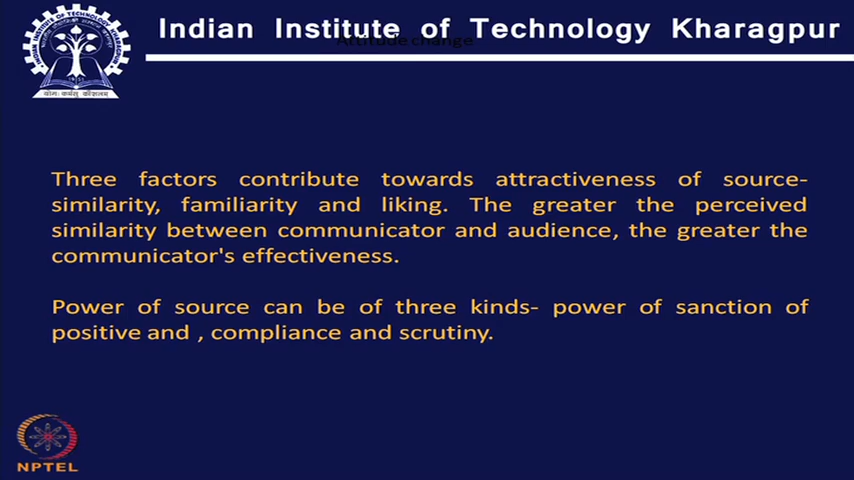 Indian Institute of Technology Kharagpur
Attitude change
Three factors contribute towards attractiveness of source-
similarity, familiarity and liking. The greater the perceived
similarity between communicator and audience, the greater the
communicator's effectiveness.
Power of source can be of three kinds- power of sanction of
positive and , compliance and scrutiny.
NPTEL